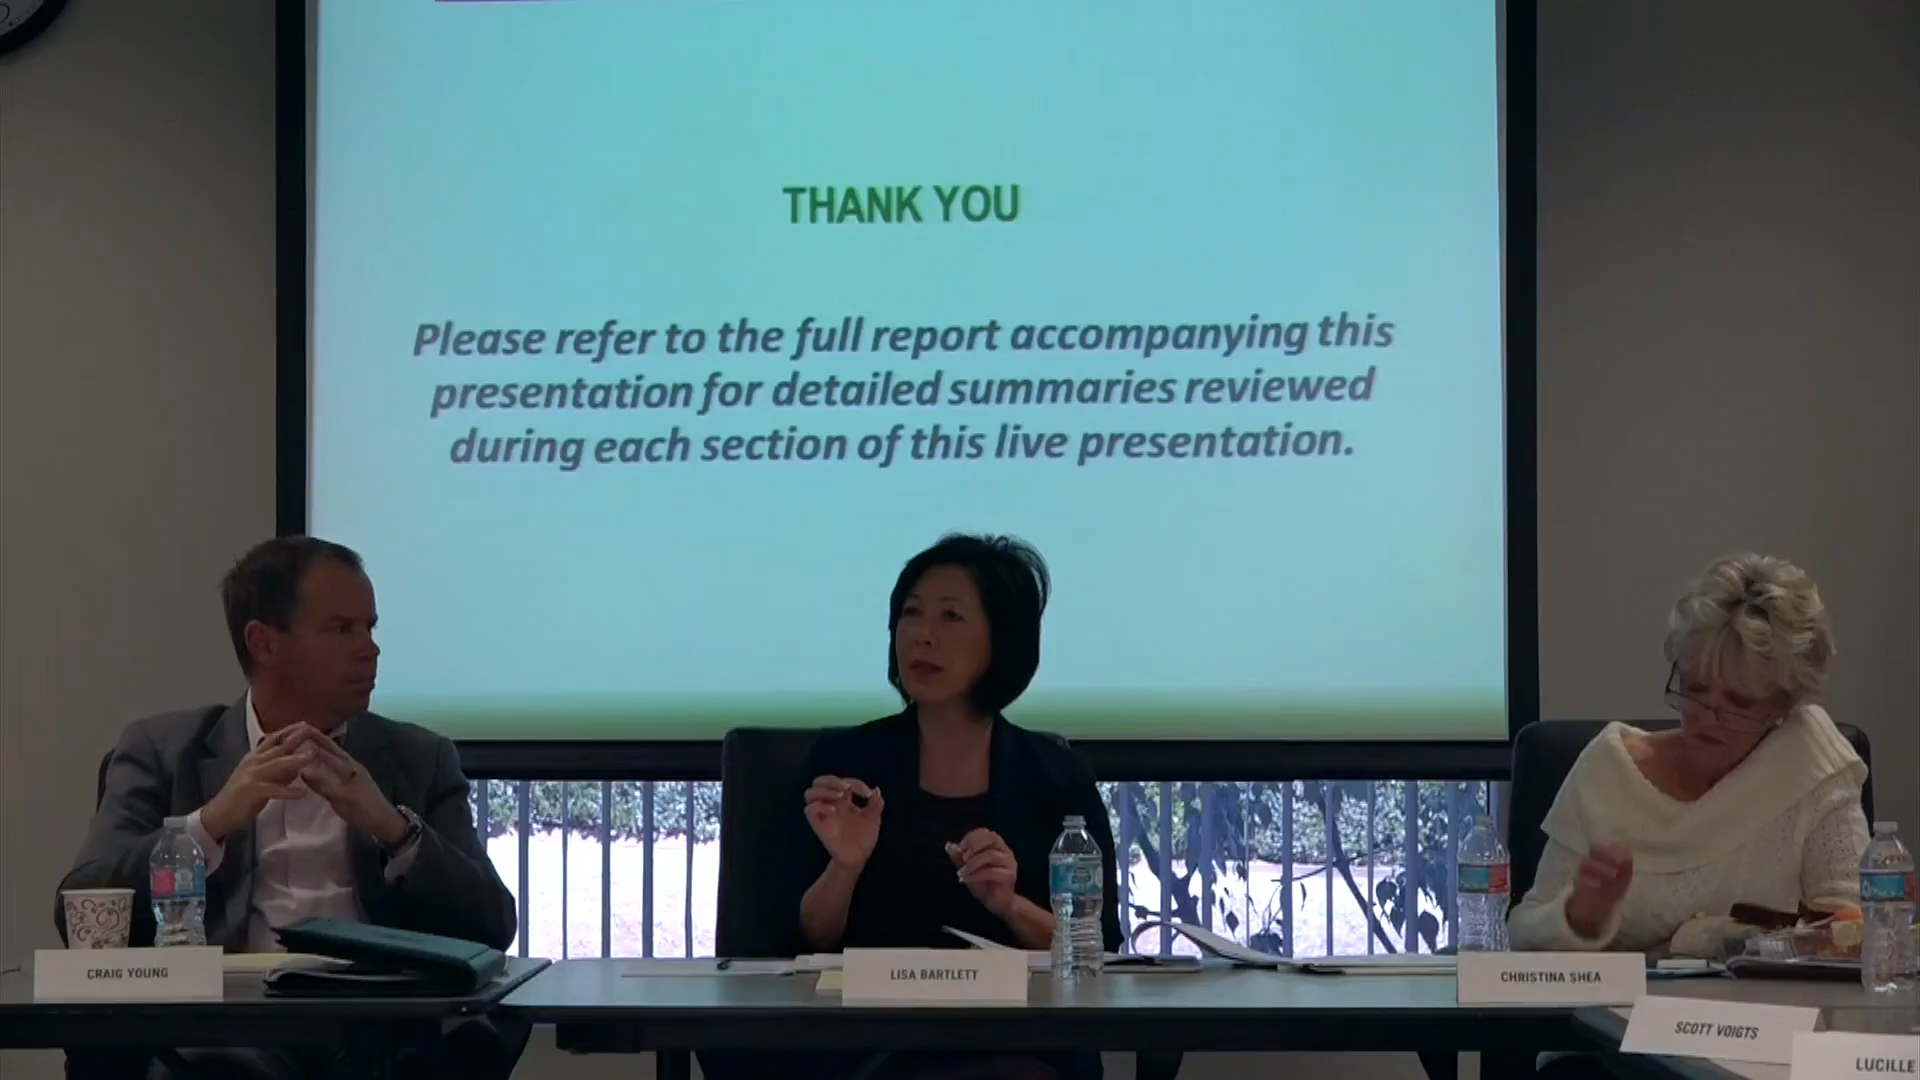 THANK YOU
Please refer to the full report accompanying this
presentation for detailed summaries reviewed
during each section of this live presentation.
CRAIG YOUNG
LISA BARTLETT
CHRISTINA SHEA
SCOTT VOIGTS
LUCILLE